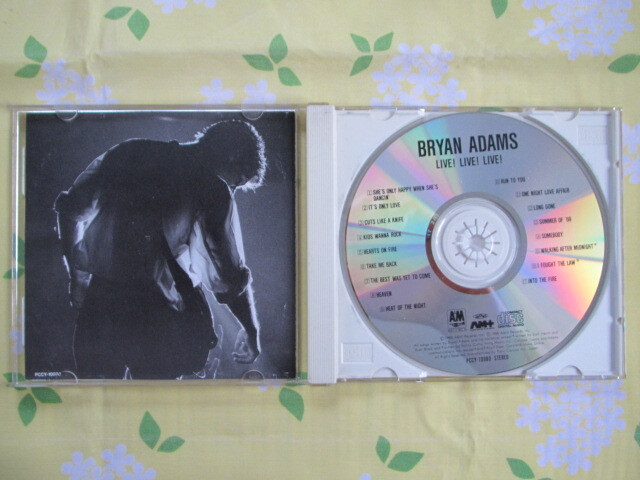 BRYAN ADAMS
LIVE! LIVE! LIVE!
SHE'S ONLY HAPPY WHEN SHE'S
DANCIN'
IT'S ONLY LOVE
CUTS LIKE A KNIFE
KIDS WANNA ROCK
HEARTS ON FIRE
TAKE ME BACK
THE BEST WAS YET TO COME
HEAVEN
HEAT OF THE NIGHT
RUN TO YOU
ONE NIGHT LOVE AFFAIR
LONG GONE
SUMMER OF '69
SOMEBODY
WALKING AFTER MIDNIGHT*
I FOUGHT THE LAW*
INTO THE FIRE
A&M
RECORDS
STEREO